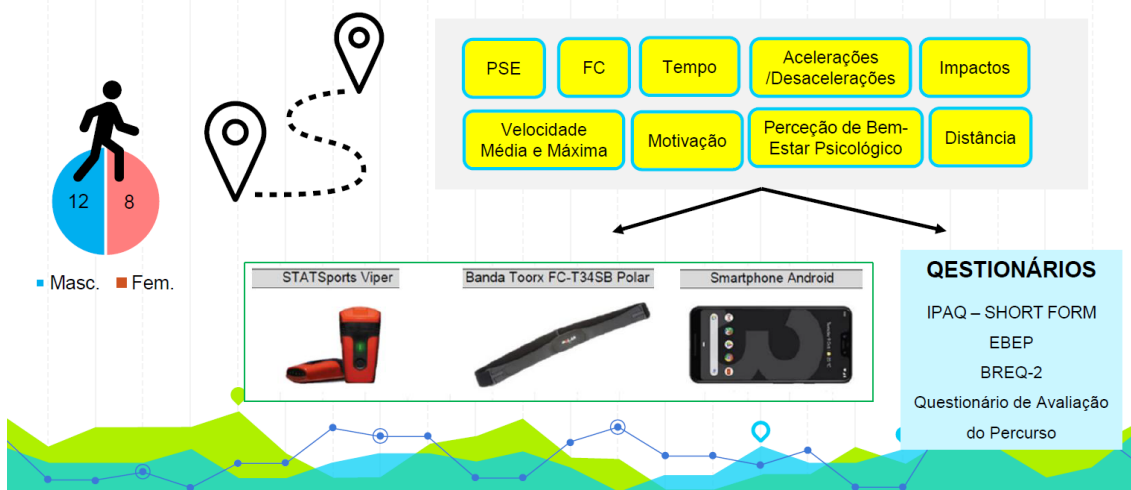 PSE
FC
Tempo
Acelerações
/Desacelerações
Impactos
Velocidade
Média e Máxima
Motivação
Perceção de Bem-
Estar Psicológico
Distância
12
8
Masc.
Fem.
STATSports Viper
Banda Toorx FC-T34SB Polar
Smartphone Android
QESTIONÁRIOS
IPAQ – SHORT FORM
EBEP
BREQ-2
Questionário de Avaliação
do Percurso